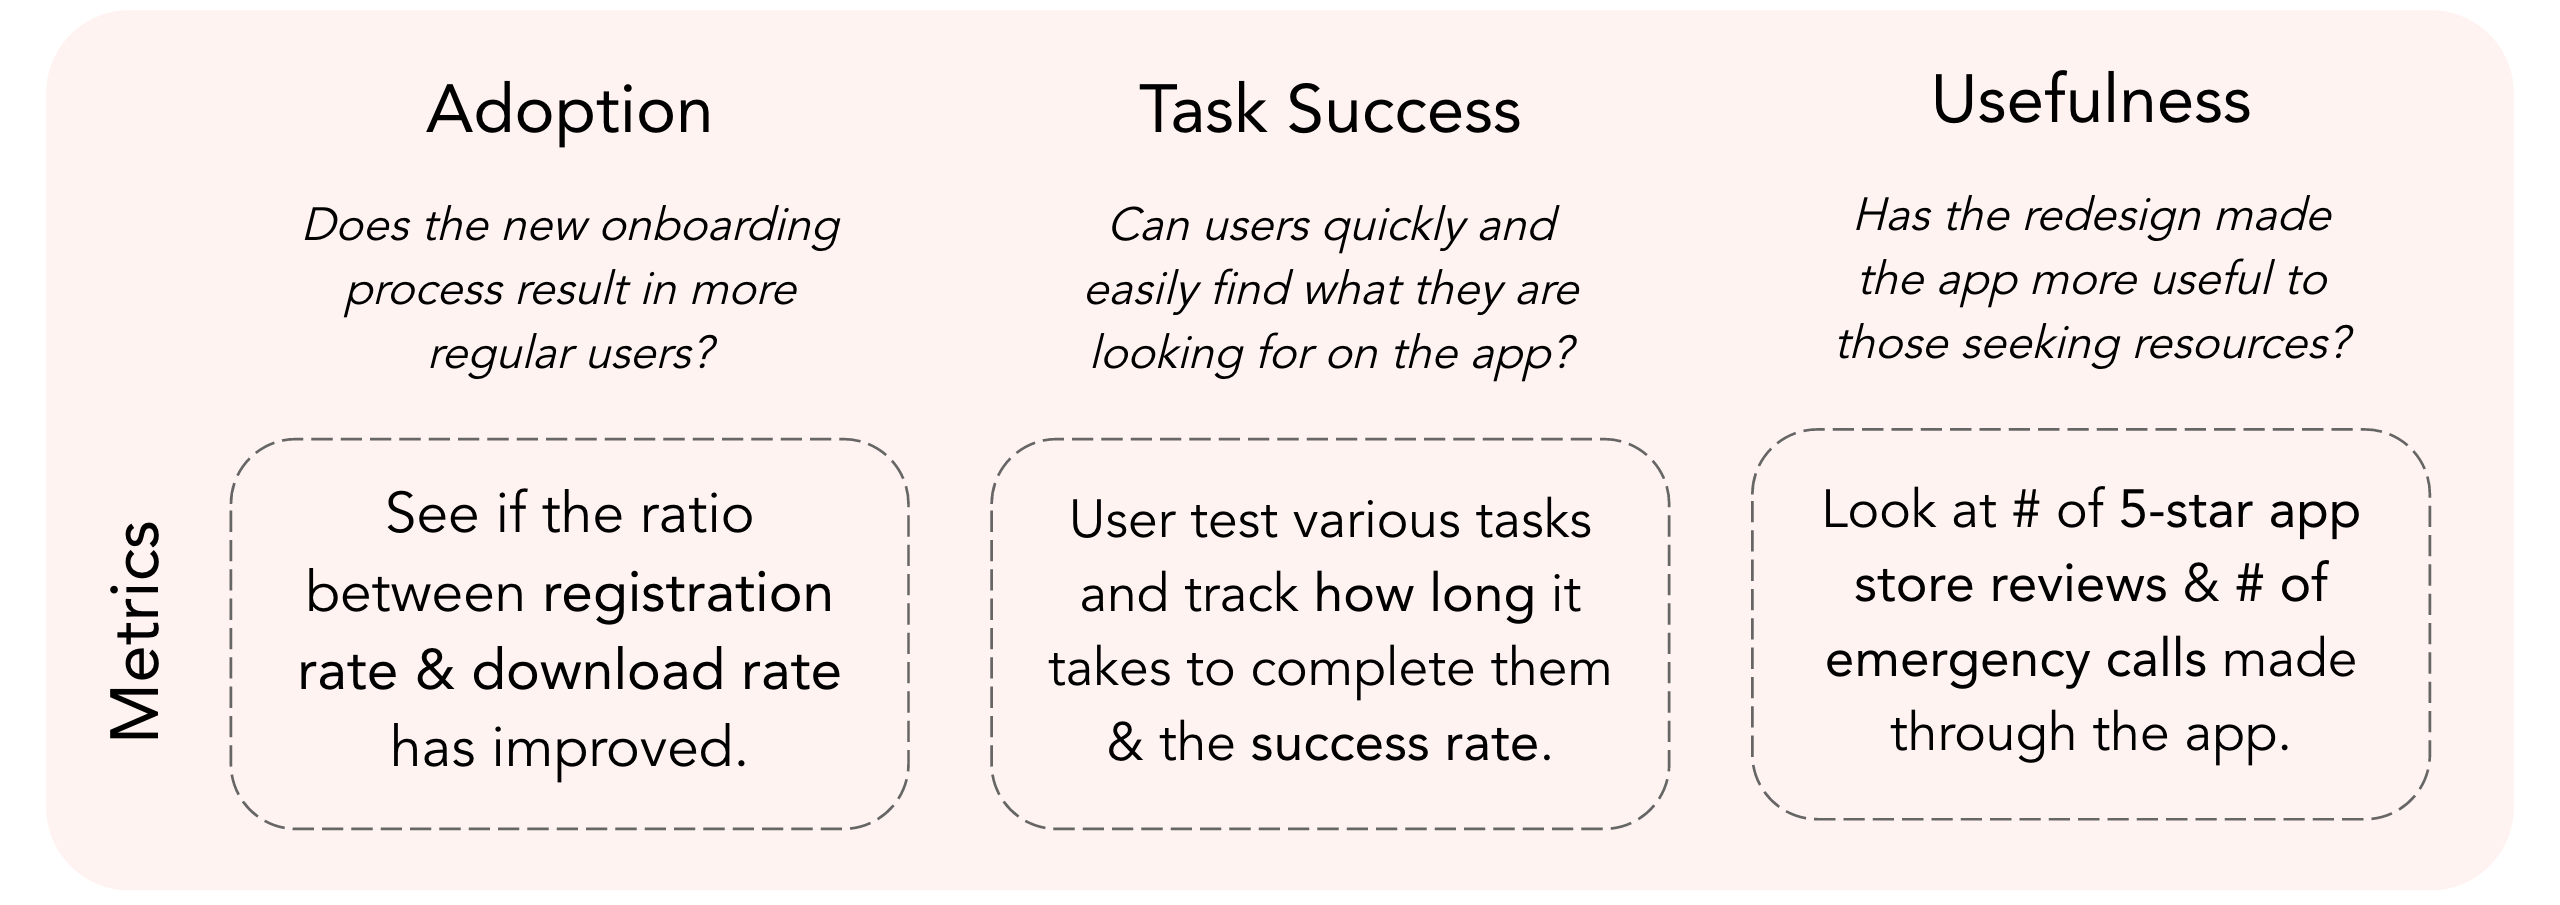 Adoption
Does the new onboarding
process result in more
regular users?
Task Success
Can users quickly and
easily find what they are
looking for on the app?
Usefulness
Has the redesign made
the app more useful to
those seeking resources?
Metrics
See if the ratio
between registration
rate & download rate
has improved.
User test various tasks
and track how long it
takes to complete them
& the success rate.
Look at # of 5-star app
store reviews & # of
emergency calls made
through the app.